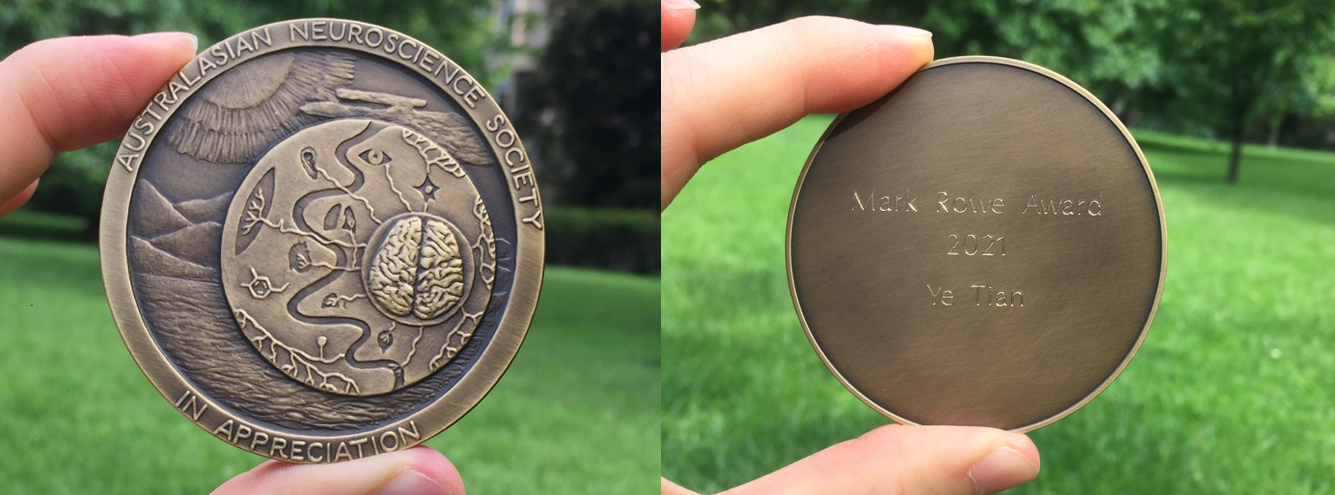 AUSTRALASIAN NEUROSCIENCE SOCIETY
IN APPRECIATION
Mark Rowe Award
2021
Ye Tian